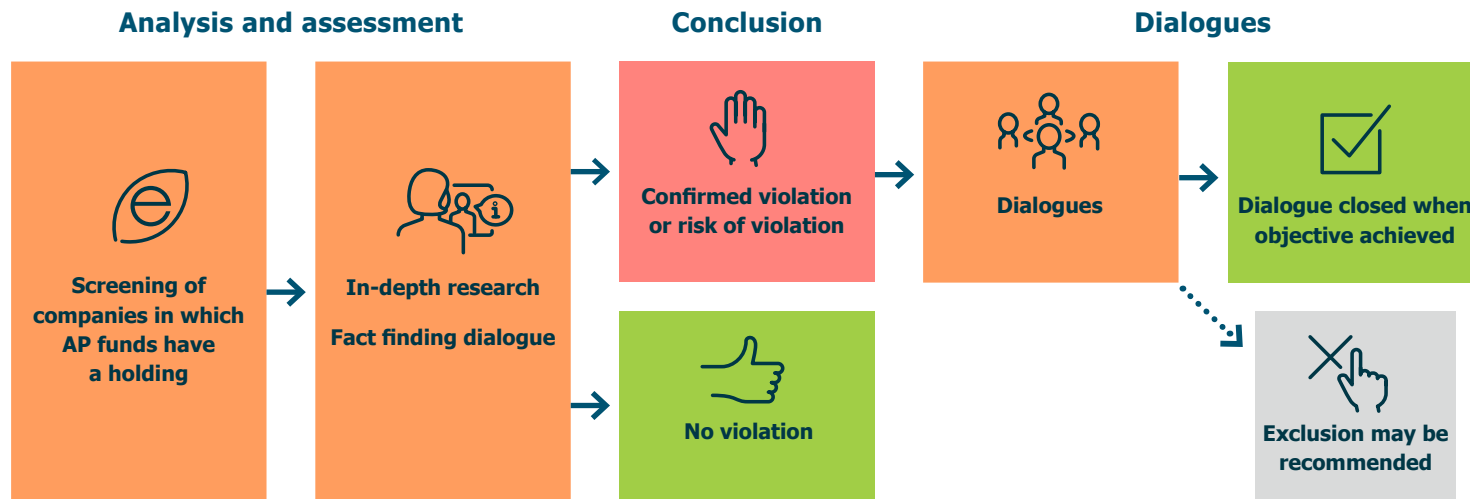 Analysis and assessment
Conclusion
Dialogues
Screening of
companies in which
AP funds have
a holding
In-depth research
Fact finding dialogue
Confirmed violation
or risk of violation
No violation
Dialogues
Dialogue closed when
objective achieved
Exclusion may be
recommended